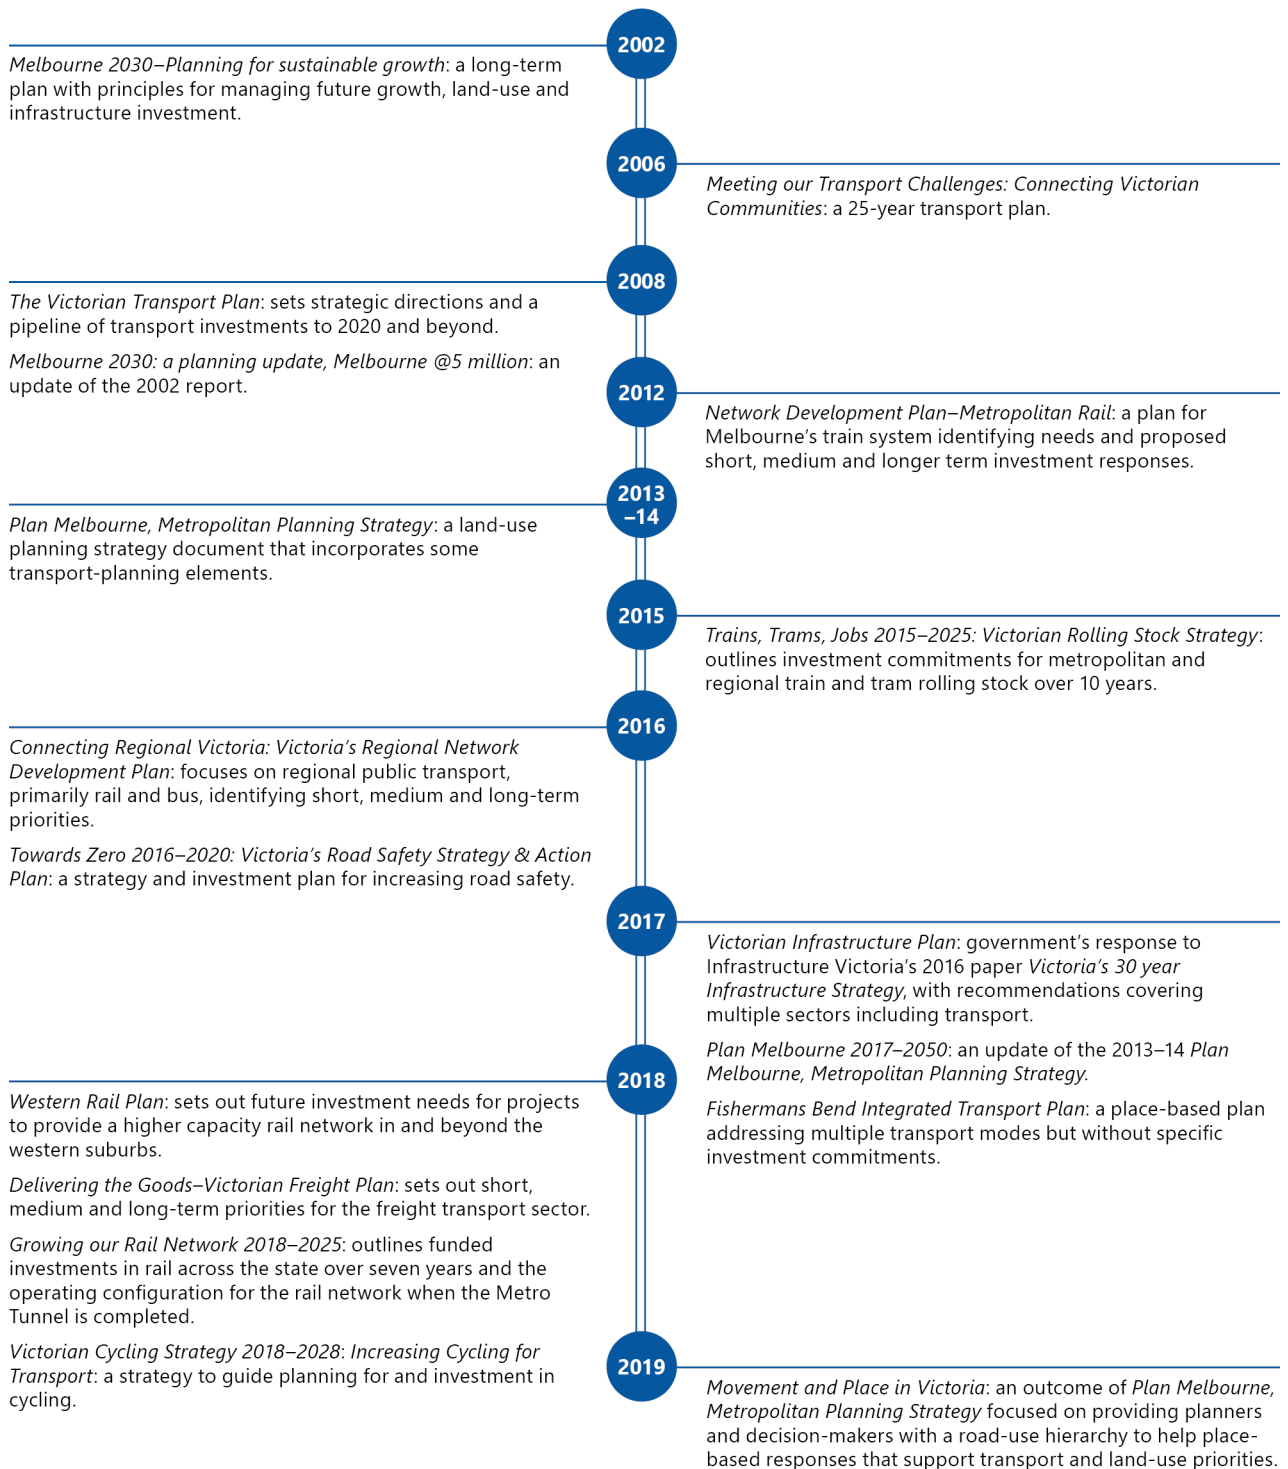 2002
Melbourne 2030–Planning for sustainable growth: a long-term
plan with principles for managing future growth, land-use and
infrastructure investment.
2006
Meeting our Transport Challenges: Connecting Victorian
Communities: a 25-year transport plan.
2008
The Victorian Transport Plan: sets strategic directions and a
pipeline of transport investments to 2020 and beyond.
Melbourne 2030: a planning update, Melbourne @5 million: an
update of the 2002 report.
2012
Network Development Plan–Metropolitan Rail: a plan for
Melbourne’s train system identifying needs and proposed
short, medium and longer term investment responses.
2013
–14
Plan Melbourne, Metropolitan Planning Strategy: a land-use
planning strategy document that incorporates some
transport-planning elements.
2015
Trains, Trams, Jobs 2015–2025: Victorian Rolling Stock Strategy:
outlines investment commitments for metropolitan and
regional train and tram rolling stock over 10 years.
2016
Connecting Regional Victoria: Victoria’s Regional Network
Development Plan: focuses on regional public transport,
primarily rail and bus, identifying short, medium and long-term
priorities.
Towards Zero 2016–2020: Victoria’s Road Safety Strategy & Action
Plan: a strategy and investment plan for increasing road safety.
2017
Victorian Infrastructure Plan: government’s response to
Infrastructure Victoria’s 2016 paper Victoria’s 30 year
Infrastructure Strategy, with recommendations covering
multiple sectors including transport.
Plan Melbourne 2017–2050: an update of the 2013–14 Plan
Melbourne, Metropolitan Planning Strategy.
Fishermans Bend Integrated Transport Plan: a place-based plan
addressing multiple transport modes but without specific
investment commitments.
2018
Western Rail Plan: sets out future investment needs for projects
to provide a higher capacity rail network in and beyond the
western suburbs.
Delivering the Goods–Victorian Freight Plan: sets out short,
medium and long-term priorities for the freight transport sector.
Growing our Rail Network 2018–2025: outlines funded
investments in rail across the state over seven years and the
operating configuration for the rail network when the Metro
Tunnel is completed.
Victorian Cycling Strategy 2018–2028: Increasing Cycling for
Transport: a strategy to guide planning for and investment in
cycling.
2019
Movement and Place in Victoria: an outcome of Plan Melbourne,
Metropolitan Planning Strategy focused on providing planners
and decision-makers with a road-use hierarchy to help place-
based responses that support transport and land-use priorities.